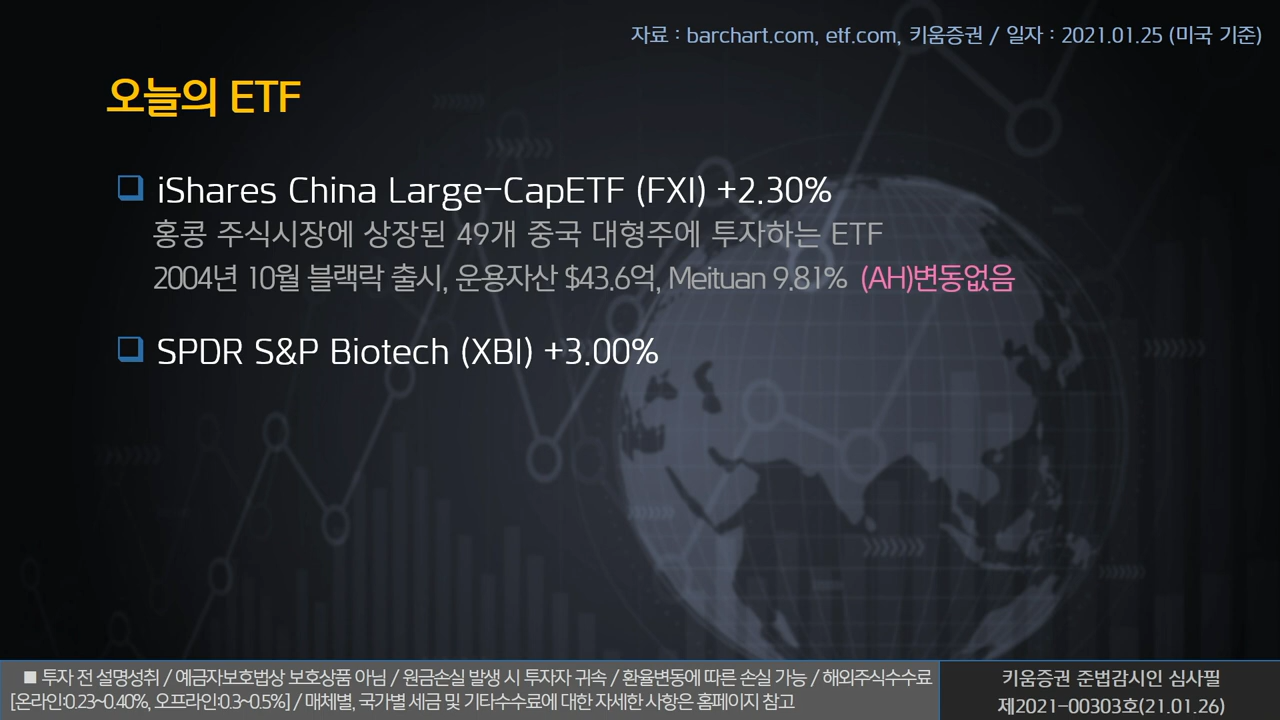 자료 : barchart.com, etf.com, 키움증권 / 일자 : 2021.01.25 (미국 기준)
오늘의 ETF
❑ iShares China Large-CapETF (FXI) +2.30%
홍콩 주식시장에 상장된 49개 중국 대형주에 투자하는 ETF
2004년 10월 블랙락 출시, 운용자산 $43.6억, Meituan 9.81% (AH)변동없음
❑ SPDR S&P Biotech (XBI) +3.00%
■ 투자 전 설명성취 / 예금자보호법상 보호상품 아님 / 원금손실 발생 시 투자자 귀속 / 환율변동에 따른 손실 가능 / 해외주식수수료
[온라인:0.23~0.40%, 오프라인:0.3~0.5%] / 매체별, 국가별 세금 및 기타수수료에 대한 자세한 사항은 홈페이지 참고
키움증권 준법감시인 심사필
제2021-00303호(21.01.26)